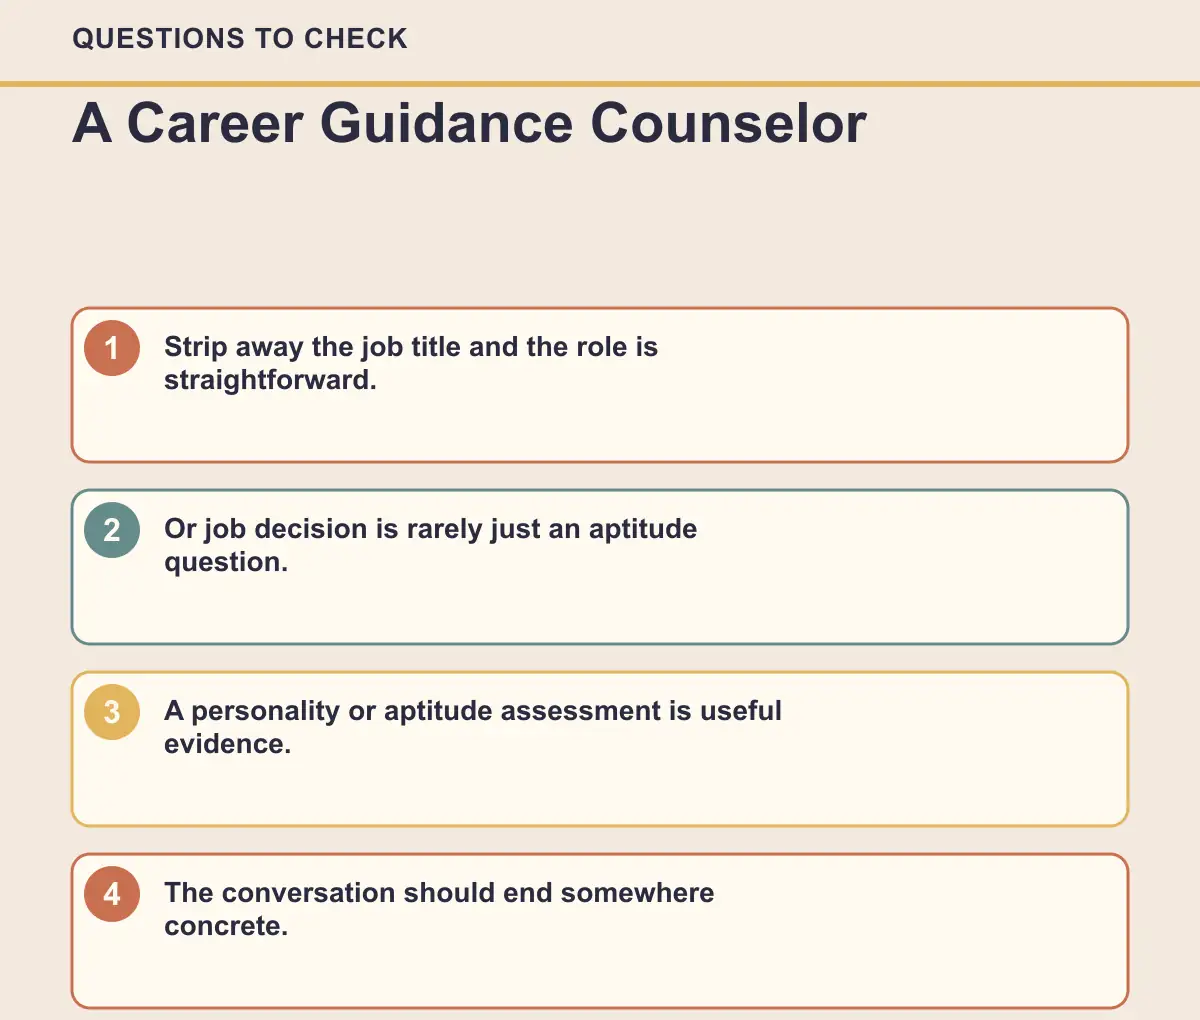 QUESTIONS TO CHECK
A Career Guidance Counselor
1
Strip away the job title and the role is
straightforward.
2
Or job decision is rarely just an aptitude
question.
3
A personality or aptitude assessment is useful
evidence.
4
The conversation should end somewhere
concrete.